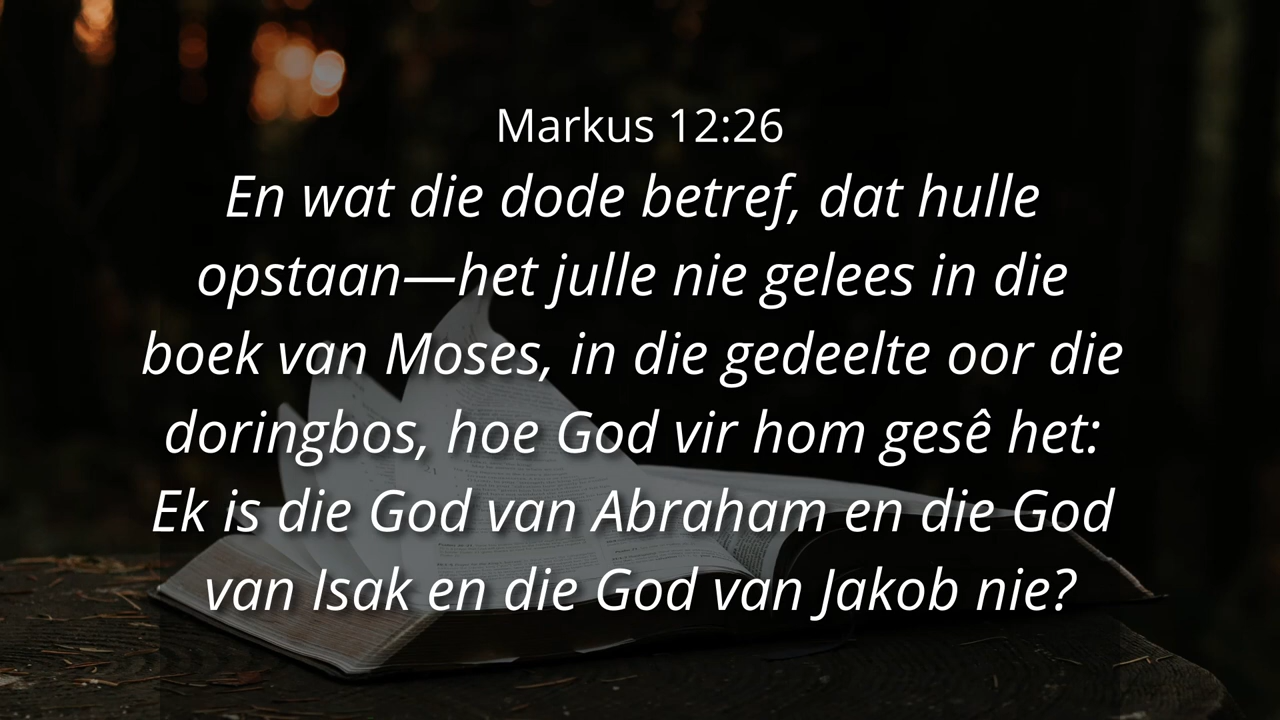 Markus 12:26
En wat die dode betref, dat hulle
opstaan—het julle nie gelees in die
boek van Moses, in die gedeelte oor die
doringbos, hoe God vir hom gesê het:
Ek is die God van Abraham en die God
van Isak en die God van Jakob nie?